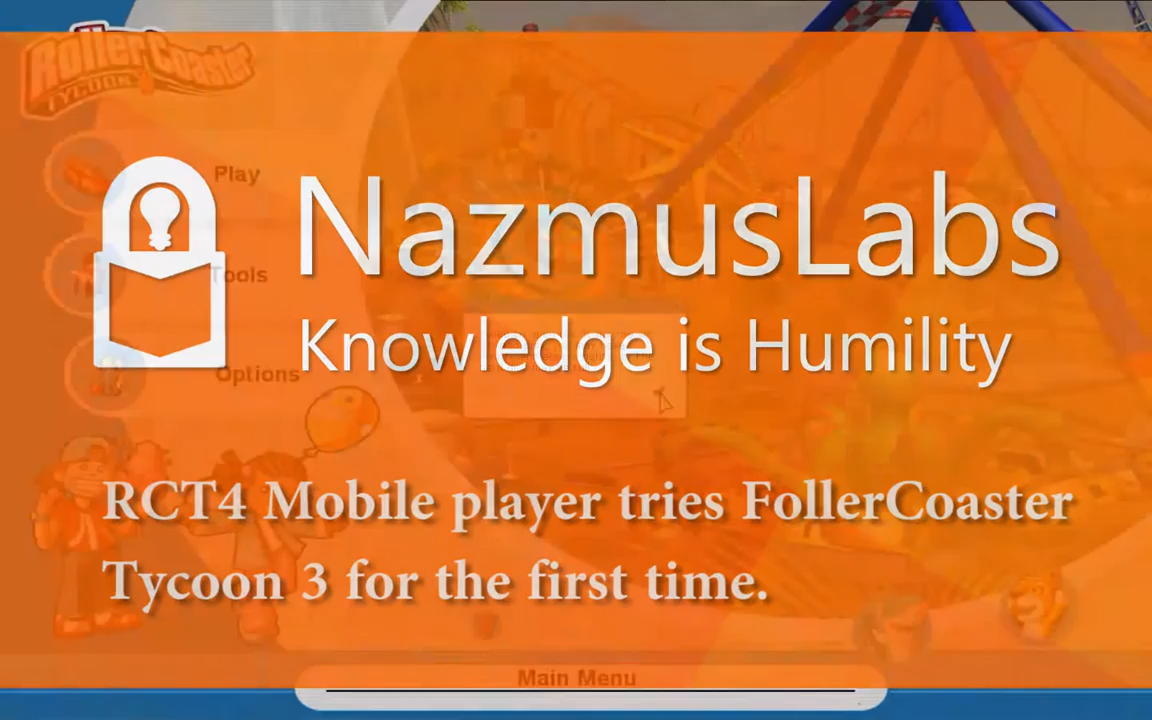 RollerCoaster
TYCOON
Play
NazmusLabs
Tools
Knowledge is Humility
Options
RCT4 Mobile player tries FollerCoaster
Tycoon 3 for the first time.
Main Menu